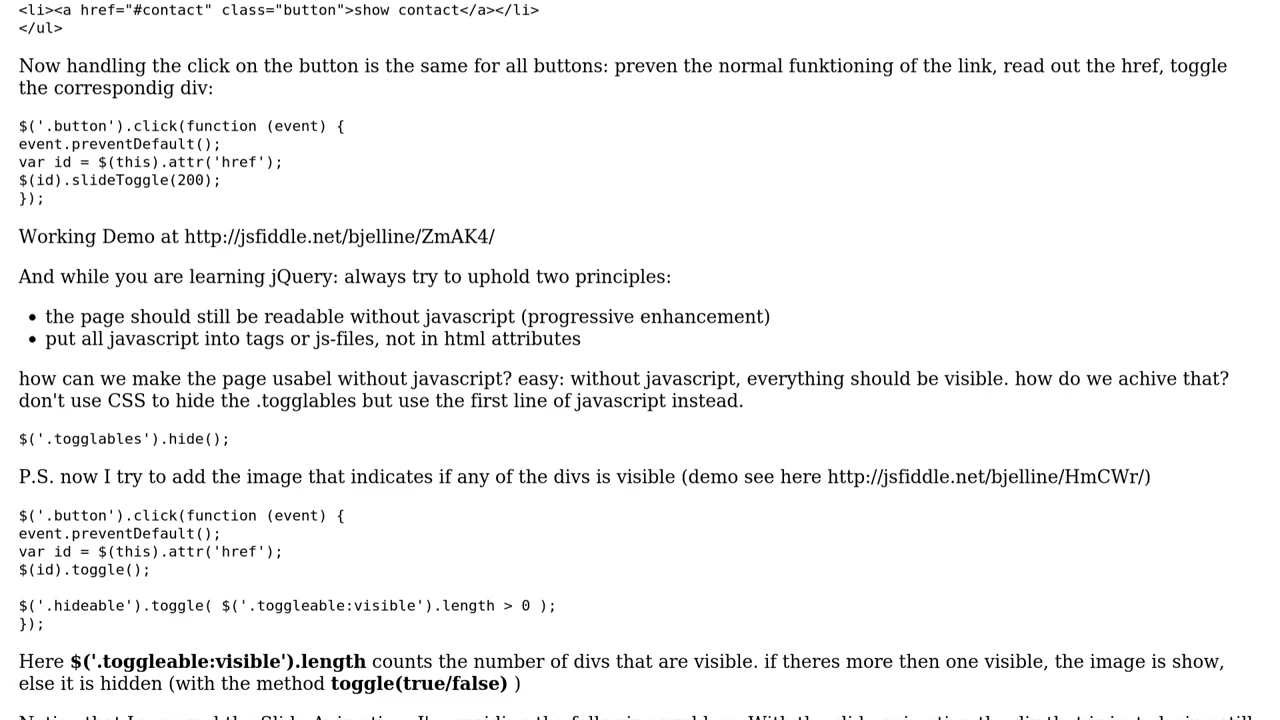 <li><a href="#contact" class="button">show contact</a></li>
</ul>
Now handling the click on the button is the same for all buttons: preven the normal funktioning of the link, read out the href, toggle
the correspondig div:
$('.button').click(function (event) {
event.preventDefault();
var id = $(this).attr('href');
$(id).slideToggle(200);
});
Working Demo at http://jsfiddle.net/bjelline/ZmAK4/
And while you are learning jQuery: always try to uphold two principles:
• the page should still be readable without javascript (progressive enhancement)
• put all javascript into tags or js-files, not in html attributes
how can we make the page usabel without javascript? easy: without javascript, everything should be visible. how do we achive that?
don't use CSS to hide the .togglables but use the first line of javascript instead.
$('.togglables').hide();
P.S. now I try to add the image that indicates if any of the divs is visible (demo see here http://jsfiddle.net/bjelline/HmCWr/)
$('.button').click(function (event) {
event.preventDefault();
var id = $(this).attr('href');
$(id).toggle();
$('.hideable').toggle( $('.toggleable:visible').length > 0 );
});
Here $('.toggleable:visible').length counts the number of divs that are visible. if theres more then one visible, the image is show,
else it is hidden (with the method toggle(true/false) )